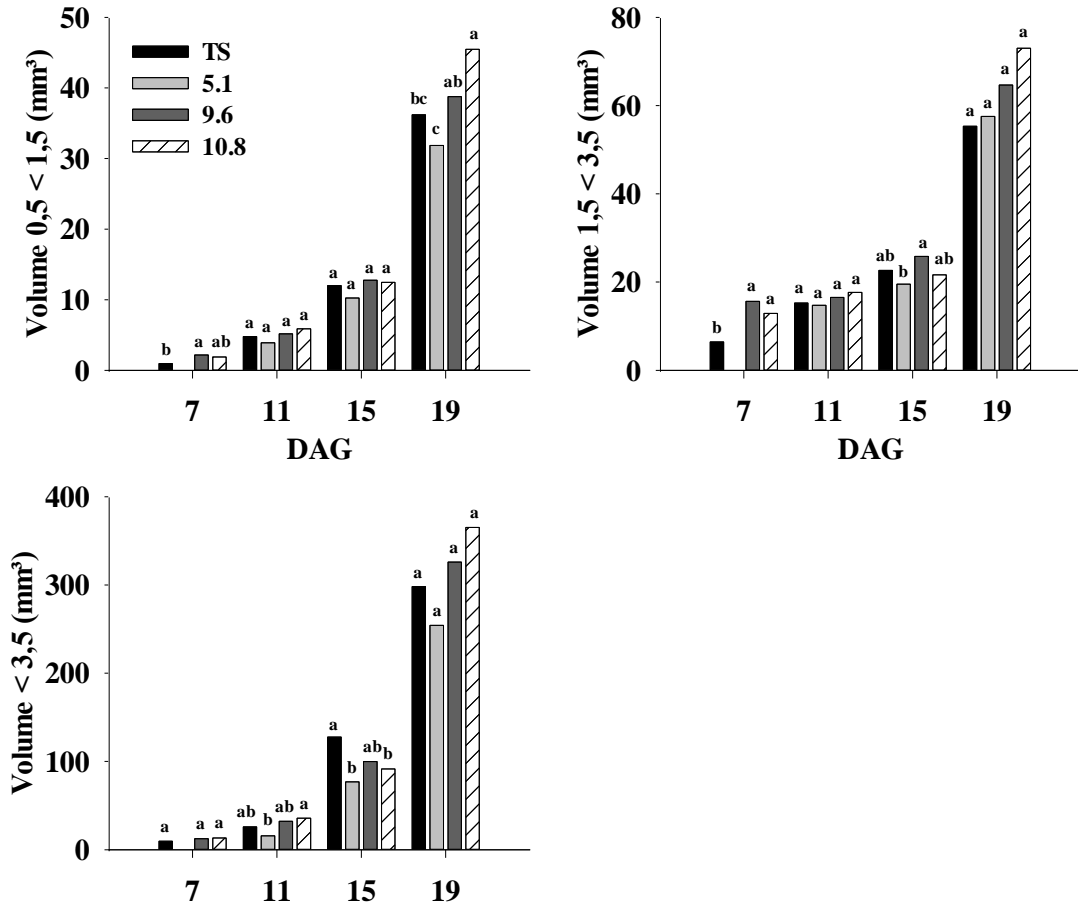 Volume 0,5 < 1,5 (mm³)
50
40
30
20
10
0
TS
5.1
9.6
10.8
b a ab
a a a a
a a a a
bc c ab a
7 11 15 19
DAG
Volume 1,5 < 3,5 (mm³)
80
60
40
20
0
b a a
a a a a
ab b a ab
a a a a
7 11 15 19
DAG
Volume < 3,5 (mm³)
400
300
200
100
0
a a a
ab b ab a
a b ab b
a a a a
7 11 15 19